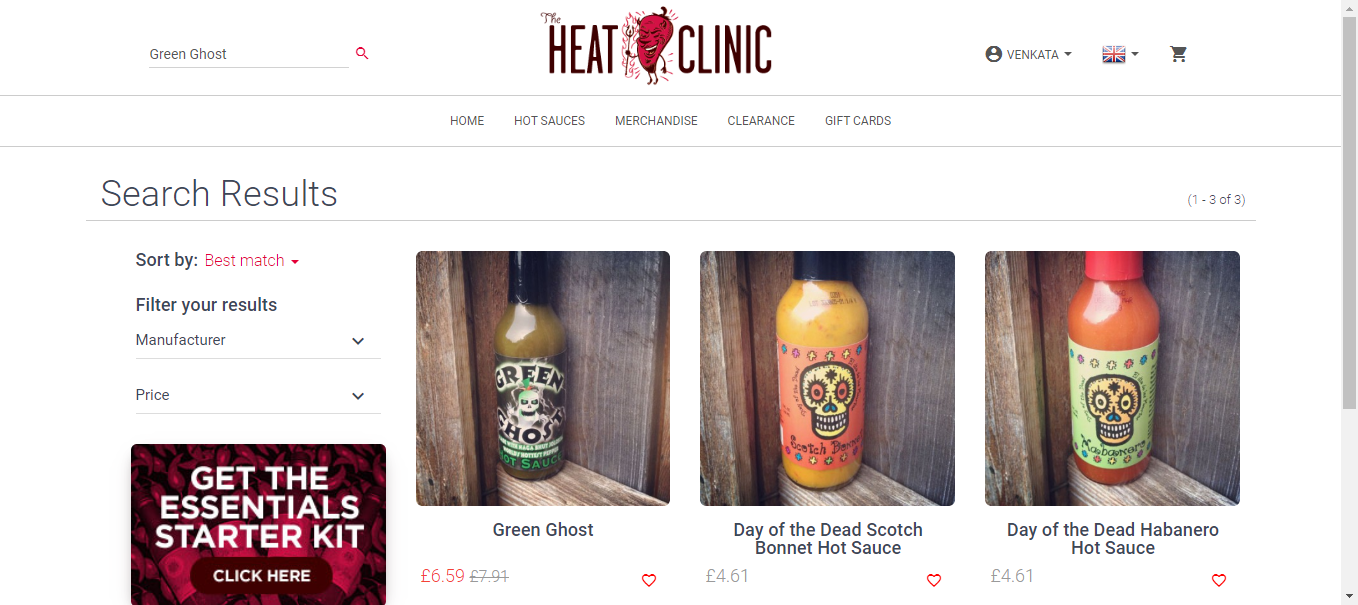 Green Ghost
The
HEAT CLINIC
VENKATA
HOME
HOT SAUCES
MERCHANDISE
CLEARANCE
GIFT CARDS
Search Results
(1 - 3 of 3)
Sort by: Best match
Filter your results
Manufacturer
Price
GET THE
ESSENTIALS
STARTER KIT
CLICK HERE
GREEN
GHOST
HOT SAUCE
Green Ghost
£6.59 £7.91
Scotch Bonnet
Day of the Dead Scotch
Bonnet Hot Sauce
£4.61
Habanero
Day of the Dead Habanero
Hot Sauce
£4.61